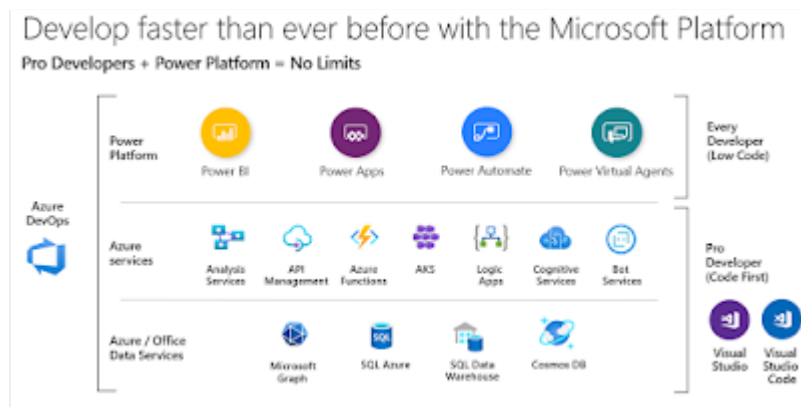 Develop faster than ever before with the Microsoft Platform
Pro Developers + Power Platform = No Limits
Azure
DevOps
Power
Platform
Power BI
Power Apps
Power Automate
Power Virtual Agents
Every
Developer
(Low Code)
Azure
services
Analysis
Services
API
Management
Azure
Functions
AKS
Logic
Apps
Cognitive
Services
Bot
Services
Pro
Developer
(Code First)
Azure / Office
Data Services
Microsoft
Graph
SQL
SQL Azure
SQL Data
Warehouse
Cosmos DB
Visual
Studio
Visual
Studio
Code